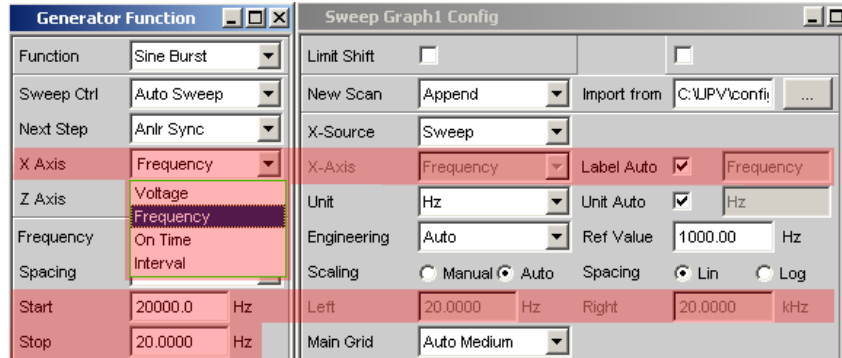 Generator Function
Function Sine Burst
Sweep Ctrl Auto Sweep
Next Step Anlr Sync
X Axis Frequency
Z Axis Voltage
Frequency
Frequency On Time
Spacing Interval
Start 20000.0 Hz
Stop 20.0000 Hz
Sweep Graph1 Config
Limit Shift
New Scan Append Import from C:\UPV\config ...
X-Source Sweep
X-Axis Frequency Label Auto Frequency
Unit Hz Unit Auto Hz
Engineering Auto Ref Value 1000.00 Hz
Scaling Manual Auto Spacing Lin Log
Left 20.0000 Hz Right 20.0000 kHz
Main Grid Auto Medium